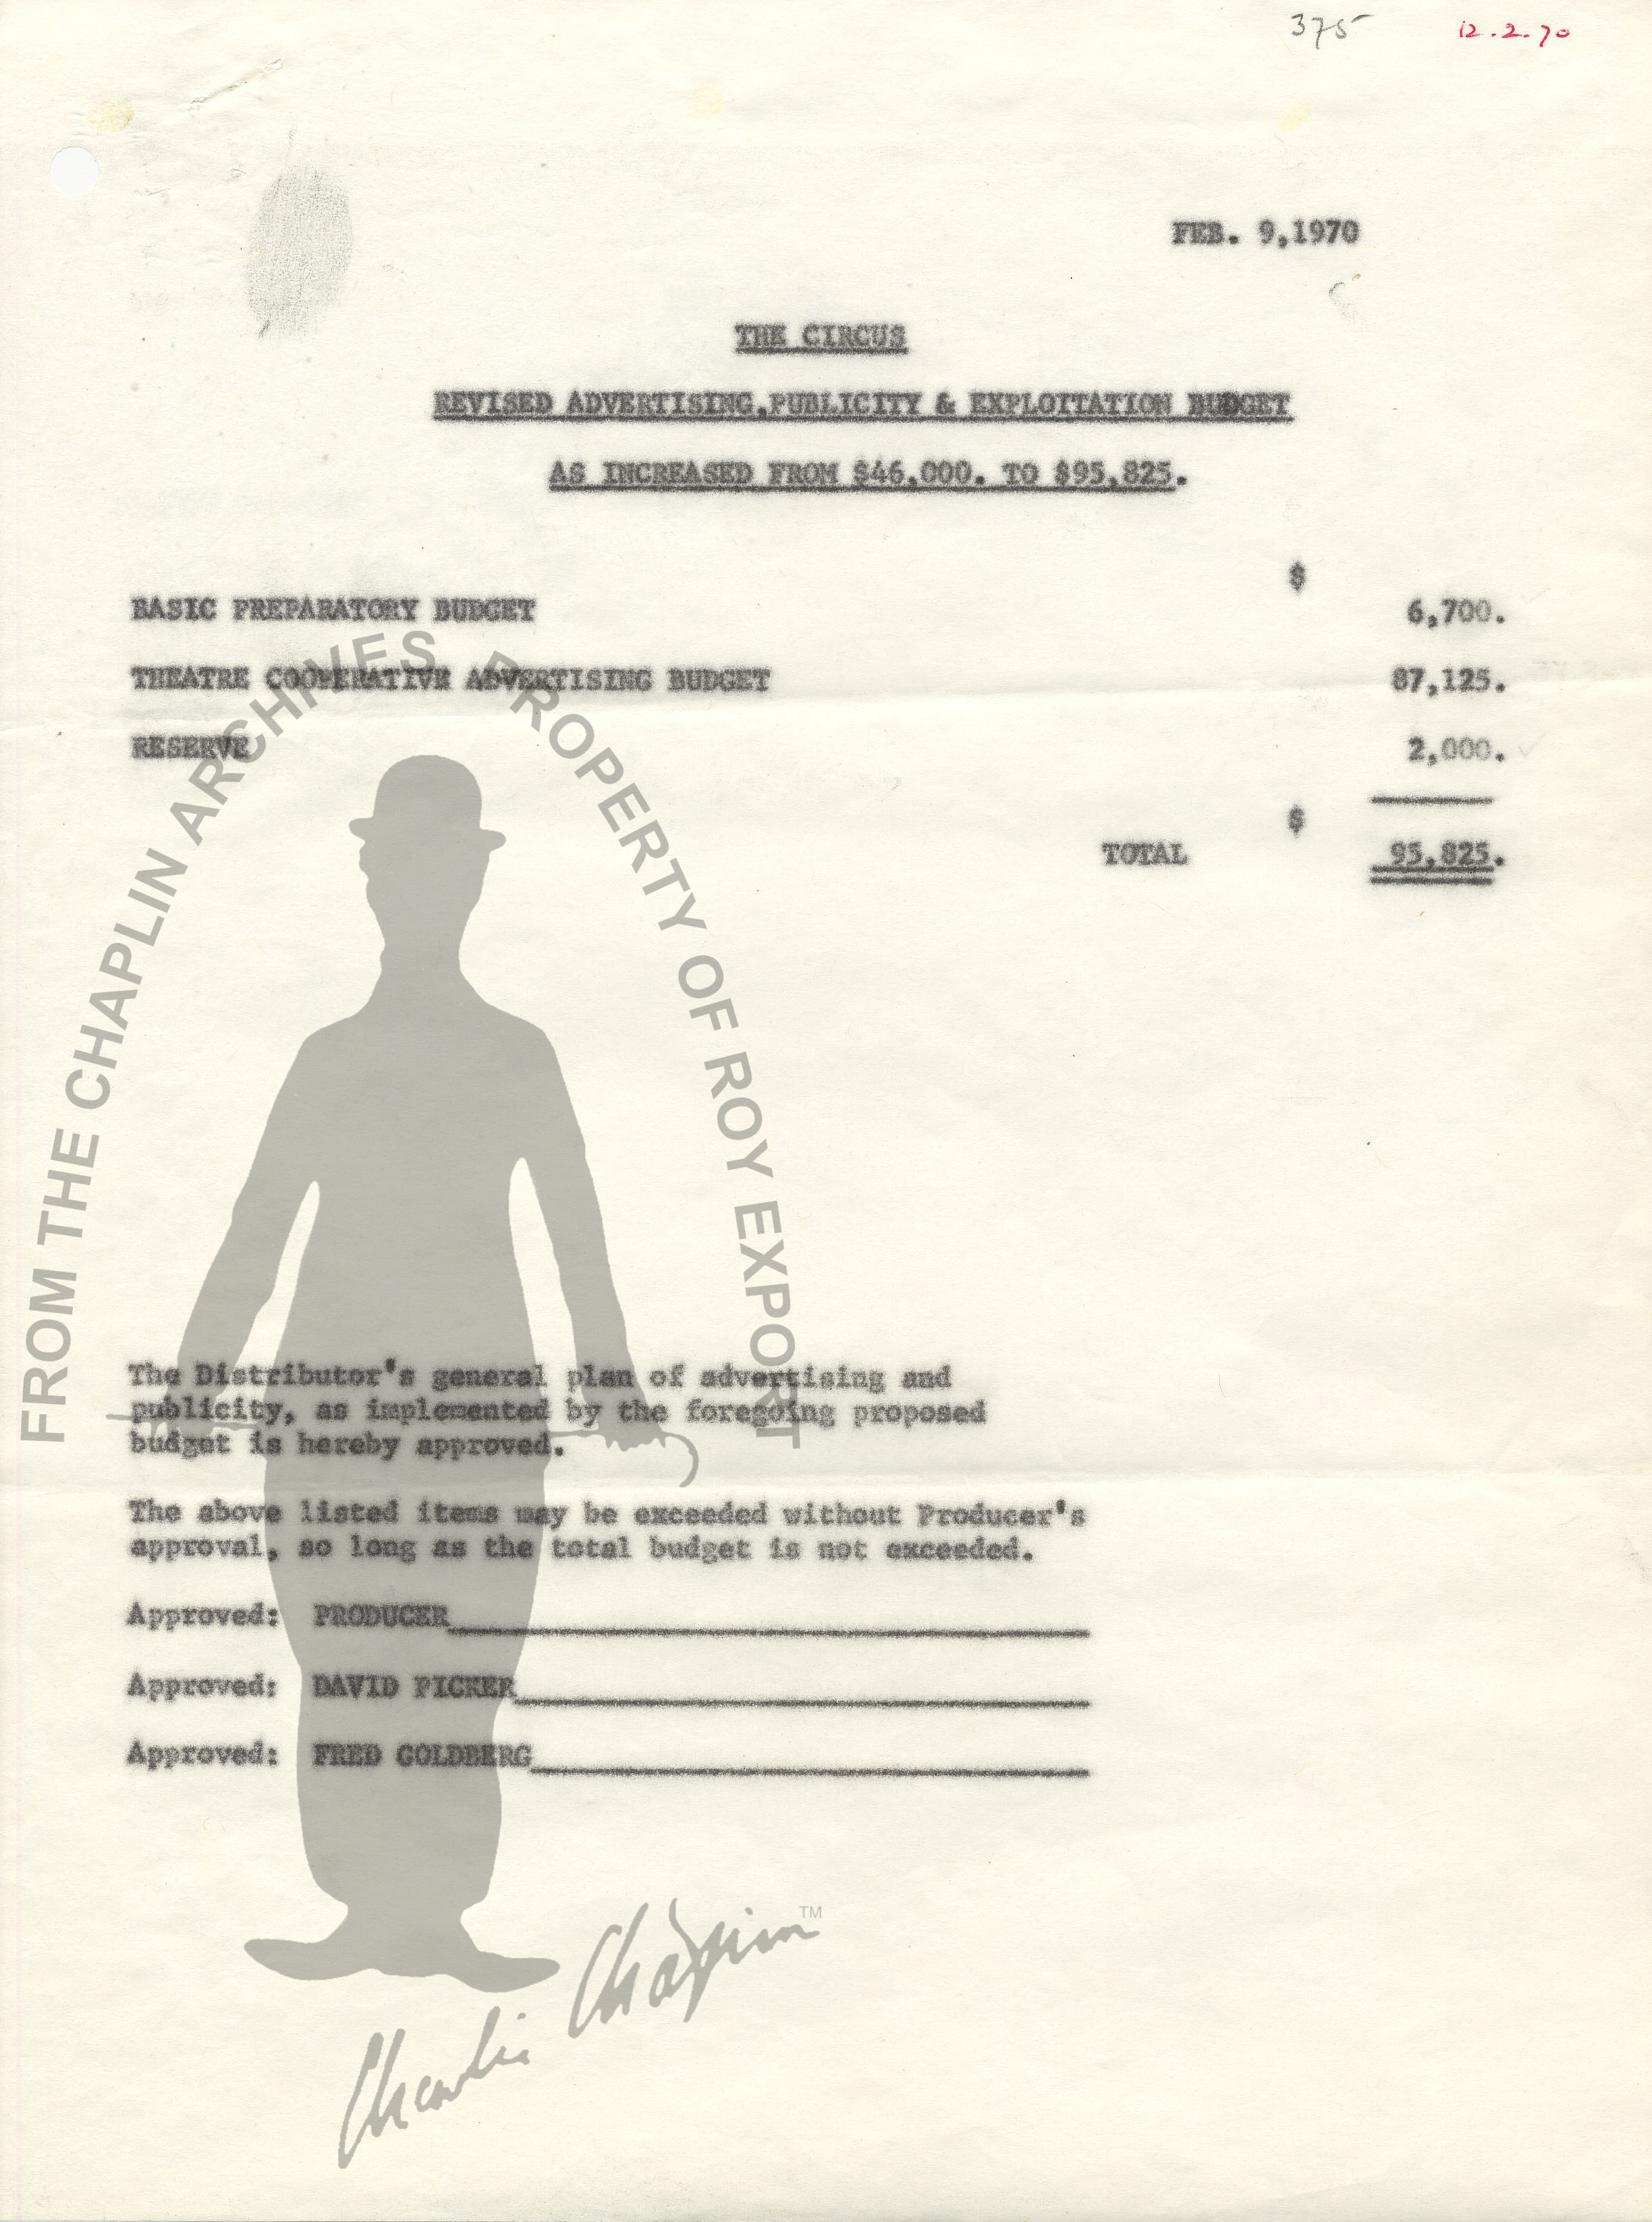 375 12.2.70
FEB. 9,1970
THE CIRCUS
REVISED ADVERTISING,PUBLICITY & EXPLOITATION BUDGET
AS INCREASED FROM $46,000. TO $95,825.
$
BASIC PREPARATORY BUDGET 6,700.
THEATRE COOPERATIVE ADVERTISING BUDGET 87,125.
RESERVE 2,000.
$
TOTAL 95,825.
FROM THE CHAPLIN ARCHIVES PROPERTY OF ROY EXPORT
The Distributor's general plan of advertising and
publicity, as implemented by the foregoing proposed
budget is hereby approved.
The above listed items may be exceeded without Producer's
approval, so long as the total budget is not exceeded.
Approved: PRODUCER
Approved: DAVID PICKER
Approved: FRED GOLDBERG
Charlie Chaplin TM